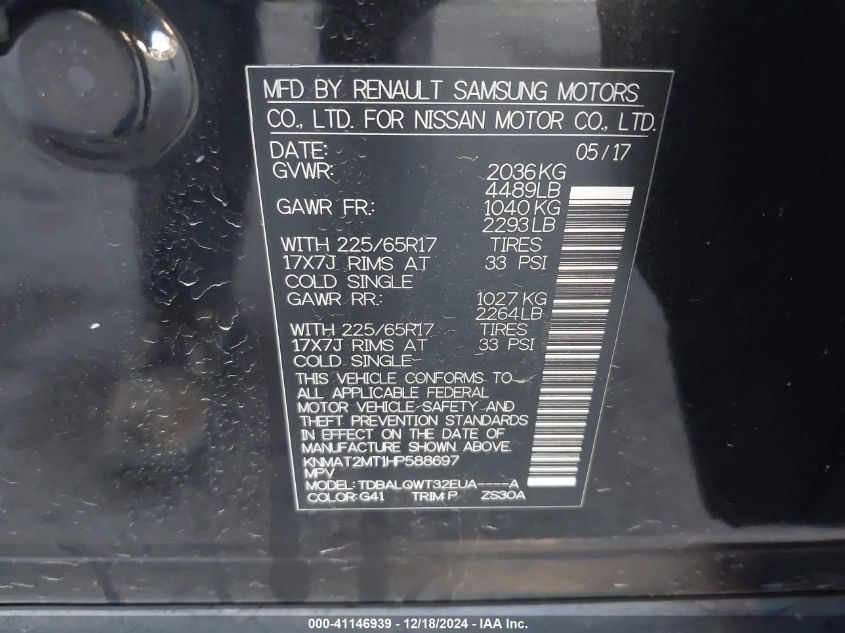 MFD BY RENAULT SAMSUNG MOTORS
CO., LTD. FOR NISSAN MOTOR CO., LTD.
DATE: 05/17
GVWR: 2036KG
4489LB
GAWR FR.: 1040KG
2293LB
WITH 225/65R17 TIRES
17X7J RIMS AT 33 PSI
COLD SINGLE
GAWR RR.: 1027KG
2264LB
WITH 225/65R17 TIRES
17X7J RIMS AT 33 PSI
COLD SINGLE
THIS VEHICLE CONFORMS TO
ALL APPLICABLE FEDERAL
MOTOR VEHICLE SAFETY AND
THEFT PREVENTION STANDARDS
IN EFFECT ON THE DATE OF
MANUFACTURE SHOWN ABOVE.
KNMAT2MT1HP588697
MPV
MODEL: TDBALQWT32EUA----A
COLOR: G41 TRIM: P ZS30A
000-41146939 - 12/18/2024 - IAA Inc.